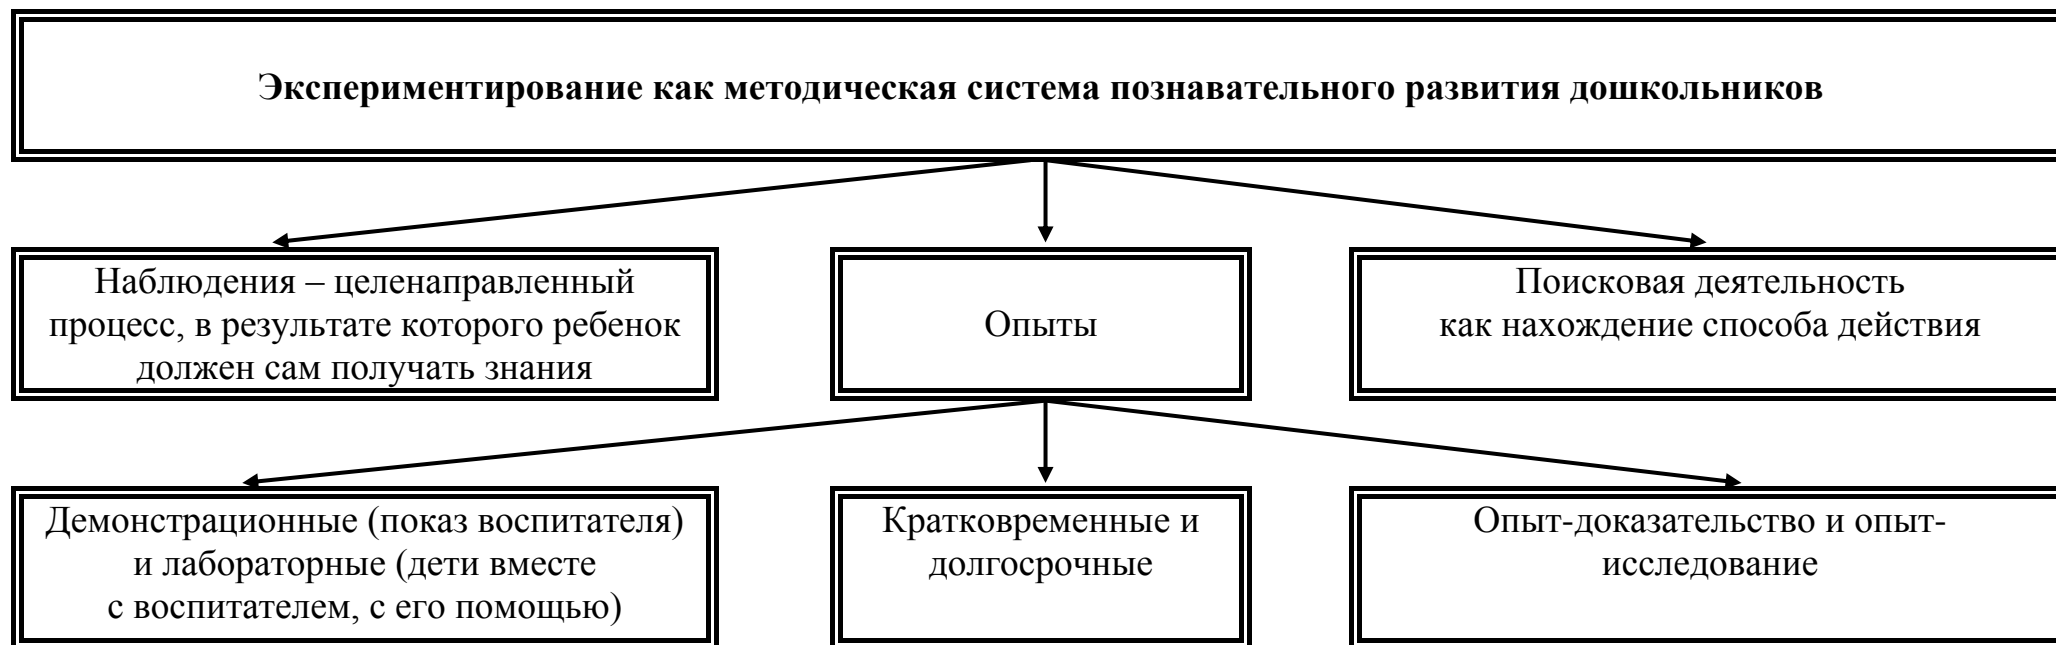 Экспериментирование как методическая система познавательного развития дошкольников
Наблюдения – целенаправленный
процесс, в результате которого ребенок
должен сам получать знания
Опыты
Поисковая деятельность
как нахождение способа действия
Демонстрационные (показ воспитателя)
и лабораторные (дети вместе
с воспитателем, с его помощью)
Кратковременные и
долгосрочные
Опыт-доказательство и опыт-
исследование